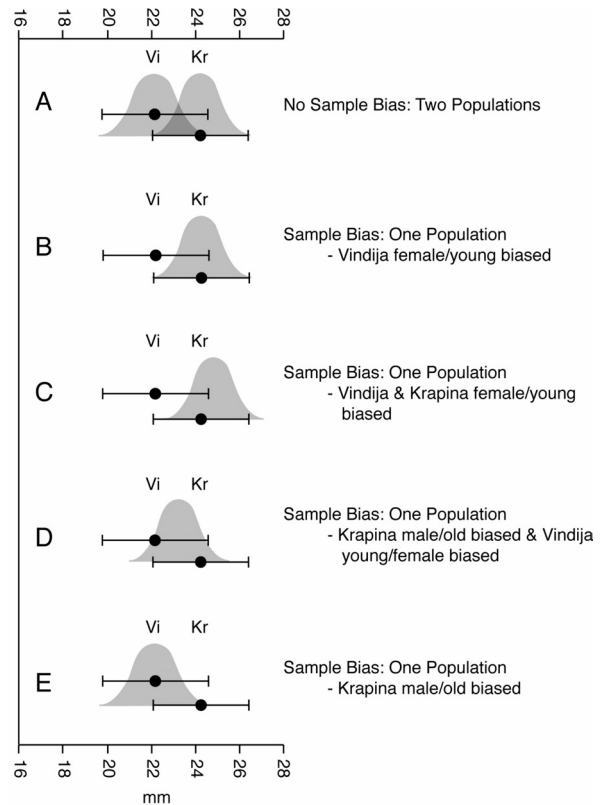 16 18 20 22 24 26 28
Vi Kr
A
No Sample Bias: Two Populations
Vi Kr
B
Sample Bias: One Population
- Vindija female/young biased
Vi Kr
C
Sample Bias: One Population
- Vindija & Krapina female/young
biased
Vi Kr
D
Sample Bias: One Population
- Krapina male/old biased & Vindija
young/female biased
Vi Kr
E
Sample Bias: One Population
- Krapina male/old biased
16 18 20 22 24 26 28
mm